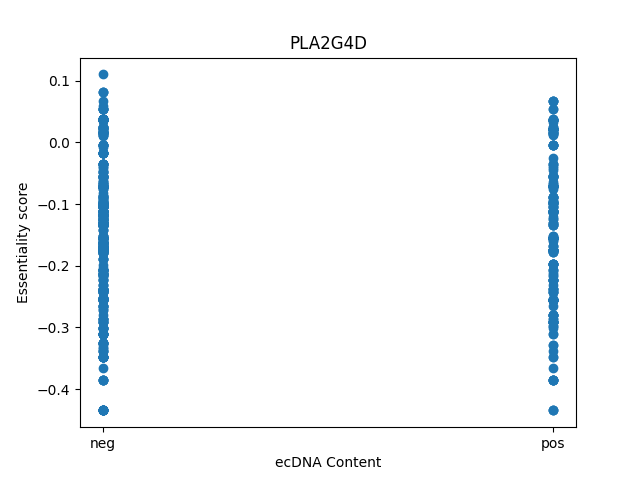 PLA2G4D
Essentiality score
0.1
0.0
−0.1
−0.2
−0.3
−0.4
neg
pos
ecDNA Content